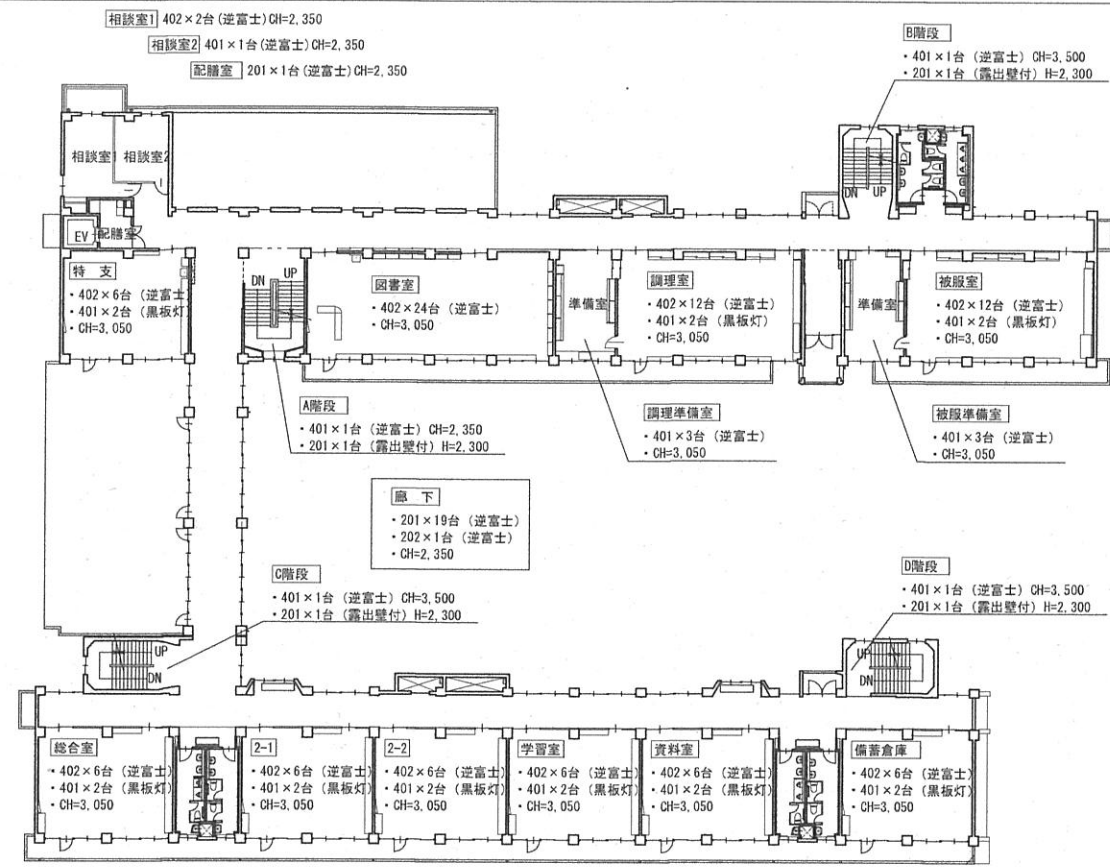 相談室1 402×2台(逆富士)CH=2,350
相談室2 401×1台(逆富士)CH=2,350
配膳室 201×1台(逆富士)CH=2,350
B階段
・401×1台 (逆富士) CH=3,500
・201×1台 (露出壁付) H=2,300
相談室1
相談室2
DN UP
EV
配膳室
特 支
・402×6台 (逆富士)
・401×2台 (黒板灯)
・CH=3,050
DN UP
図書室
・402×24台 (逆富士)
・CH=3,050
準備室
調理室
・402×12台 (逆富士)
・401×2台 (黒板灯)
・CH=3,050
準備室
被服室
・402×12台 (逆富士)
・401×2台 (黒板灯)
・CH=3,050
A階段
・401×1台 (逆富士) CH=2,350
・201×1台 (露出壁付) H=2,300
調理準備室
・401×3台 (逆富士)
・CH=3,050
被服準備室
・401×3台 (逆富士)
・CH=3,050
廊 下
・201×19台 (逆富士)
・202×1台 (逆富士)
・CH=2,350
C階段
・401×1台 (逆富士) CH=3,500
・201×1台 (露出壁付) H=2,300
D階段
・401×1台 (逆富士) CH=3,500
・201×1台 (露出壁付) H=2,300
UP
DN
UP
DN
総合室
・402×6台 (逆富士)
・401×2台 (黒板灯)
・CH=3,050
2-1
・402×6台 (逆富士)
・401×2台 (黒板灯)
・CH=3,050
2-2
・402×6台 (逆富士)
・401×2台 (黒板灯)
・CH=3,050
学習室
・402×6台 (逆富士)
・401×2台 (黒板灯)
・CH=3,050
資料室
・402×6台 (逆富士)
・401×2台 (黒板灯)
・CH=3,050
備蓄倉庫
・402×6台 (逆富士)
・401×2台 (黒板灯)
・CH=3,050